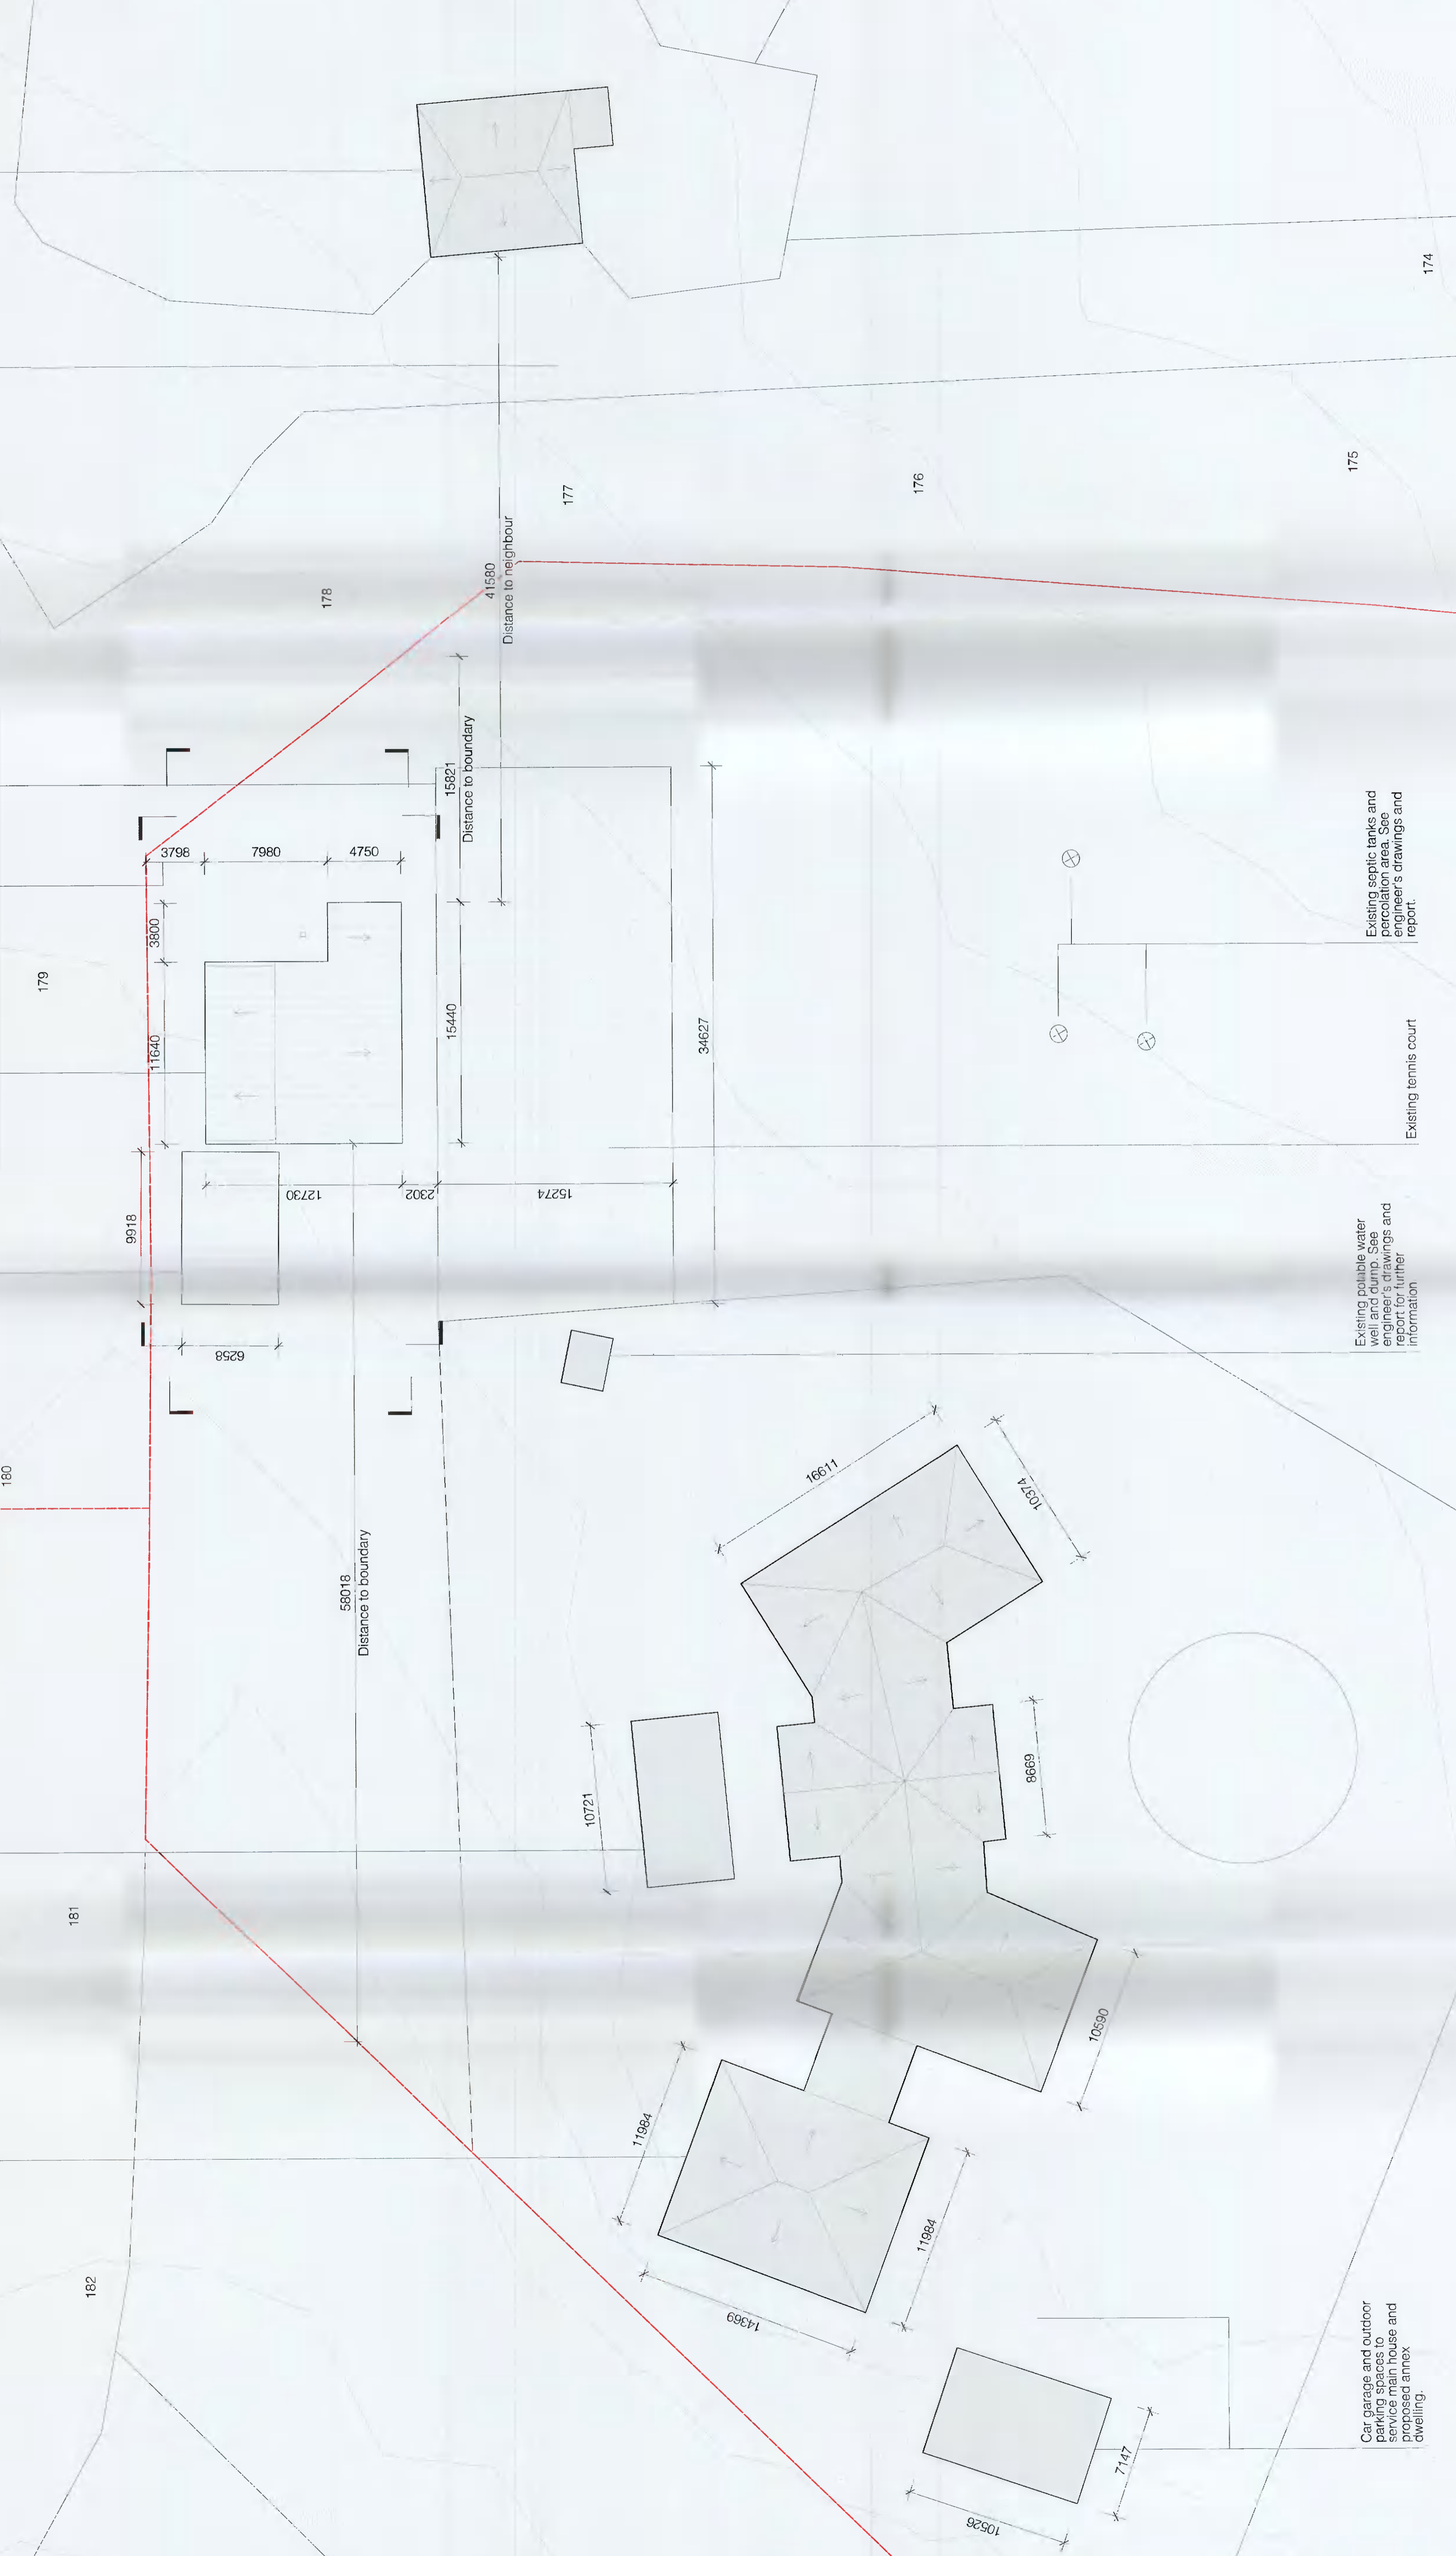 174
175
176
177
178
179
180
181
182
41580
Distance to neighbour
15821
Distance to boundary
3798
7980
4750
3800
11640
15440
34627
9918
12730
2302
15274
6258
58018
Distance to boundary
16611
10374
8669
10721
10590
11984
11984
14369
7147
10526
Existing septic tanks and
percolation area. See
engineer's drawings and
report.
Existing tennis court
Existing potable water
well and dump. See
engineer's drawings and
report for further
information
Car garage and outdoor
parking spaces to
service main house and
proposed annex
dwelling.